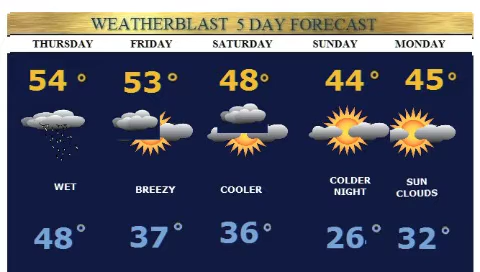 WEATHERBLAST 5 DAY FORECAST
THURSDAY FRIDAY SATURDAY SUNDAY MONDAY
54° 53° 48° 44° 45°
WET BREEZY COOLER COLDER NIGHT SUN CLOUDS
48° 37° 36° 26° 32°